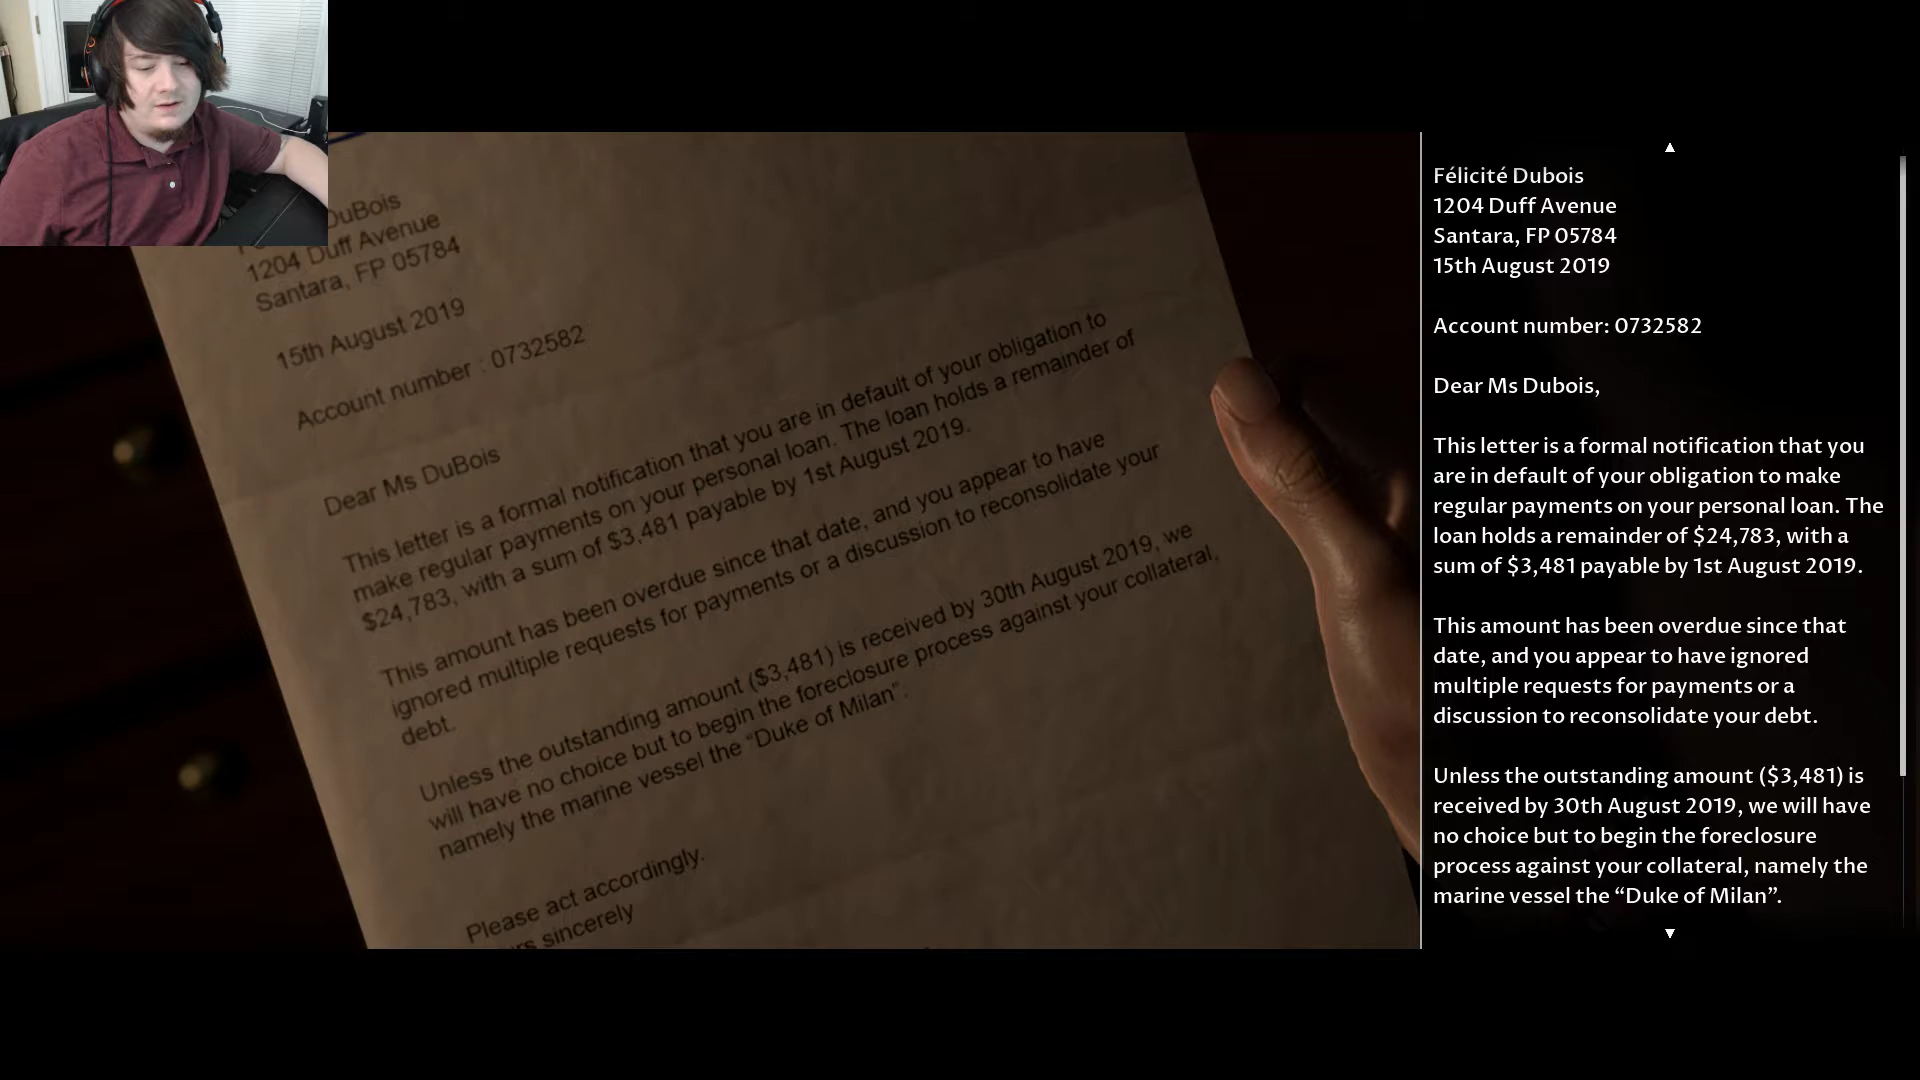 DuBois
1204 Duff Avenue
Santara, FP 05784
15th August 2019
Account number : 0732582
Dear Ms DuBois
This letter is a formal notification that you are in default of your obligation to
make regular payments on your personal loan. The loan holds a remainder of
$24,783, with a sum of $3,481 payable by 1st August 2019.
This amount has been overdue since that date, and you appear to have
ignored multiple requests for payments or a discussion to reconsolidate your
debt.
Unless the outstanding amount ($3,481) is received by 30th August 2019, we
will have no choice but to begin the foreclosure process against your collateral,
namely the marine vessel the “Duke of Milan”.
Please act accordingly.
sincerely
Félicité Dubois
1204 Duff Avenue
Santara, FP 05784
15th August 2019
Account number: 0732582
Dear Ms Dubois,
This letter is a formal notification that you
are in default of your obligation to make
regular payments on your personal loan. The
loan holds a remainder of $24,783, with a
sum of $3,481 payable by 1st August 2019.
This amount has been overdue since that
date, and you appear to have ignored
multiple requests for payments or a
discussion to reconsolidate your debt.
Unless the outstanding amount ($3,481) is
received by 30th August 2019, we will have
no choice but to begin the foreclosure
process against your collateral, namely the
marine vessel the “Duke of Milan”.